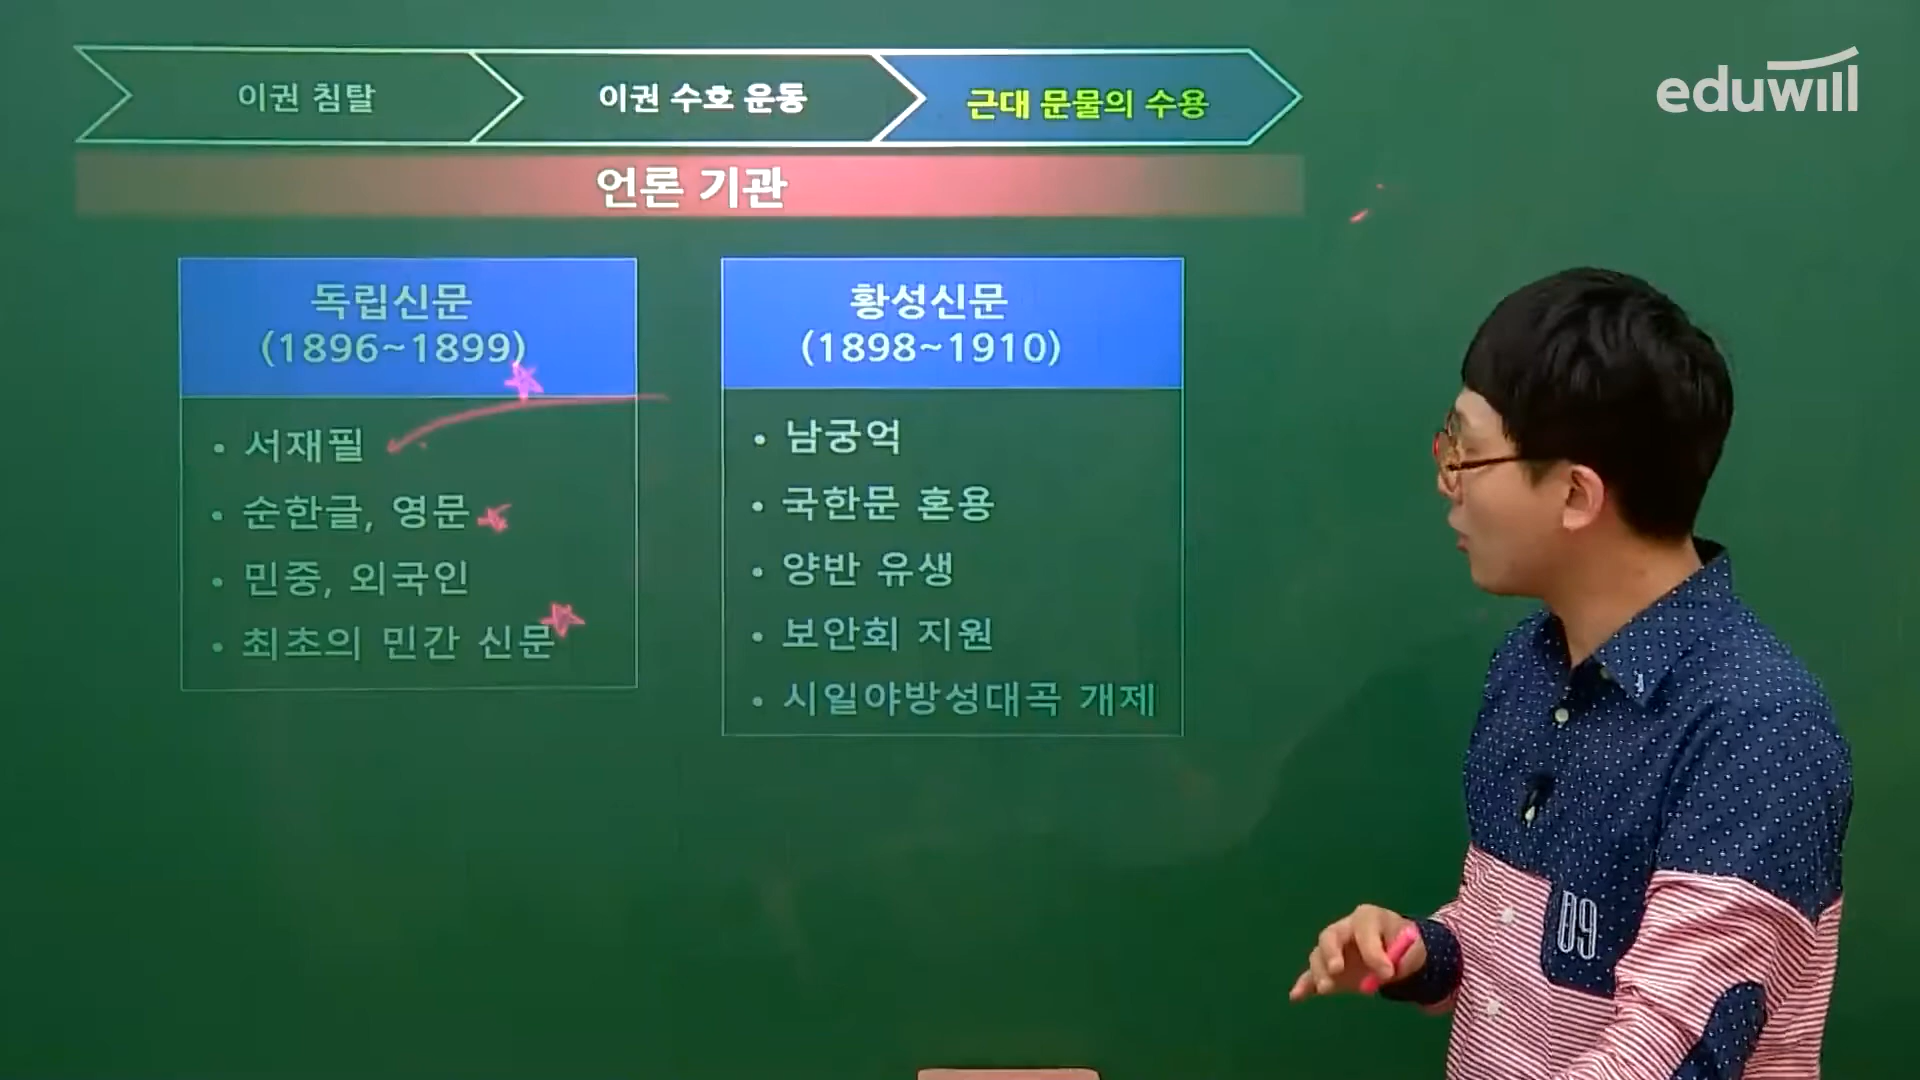 이권 침탈
이권 수호 운동
근대 문물의 수용
eduwill
언론 기관
독립신문
(1896~1899)
• 서재필
• 순한글, 영문
• 민중, 외국인
• 최초의 민간 신문
황성신문
(1898~1910)
• 남궁억
• 국한문 혼용
• 양반 유생
• 보안회 지원
• 시일야방성대곡 개제
09